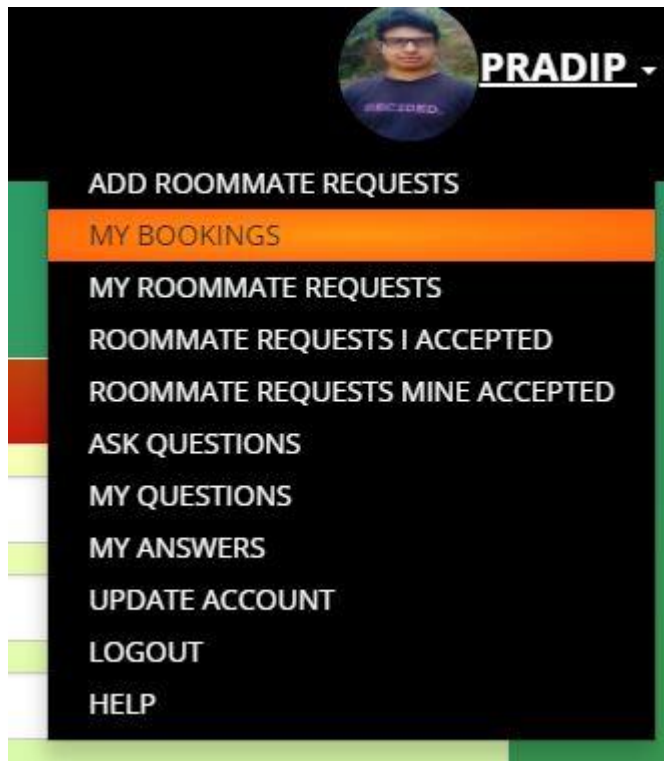 PRADIP
DECIDED_
ADD ROOMMATE REQUESTS
MY BOOKINGS
MY ROOMMATE REQUESTS
ROOMMATE REQUESTS I ACCEPTED
ROOMMATE REQUESTS MINE ACCEPTED
ASK QUESTIONS
MY QUESTIONS
MY ANSWERS
UPDATE ACCOUNT
LOGOUT
HELP